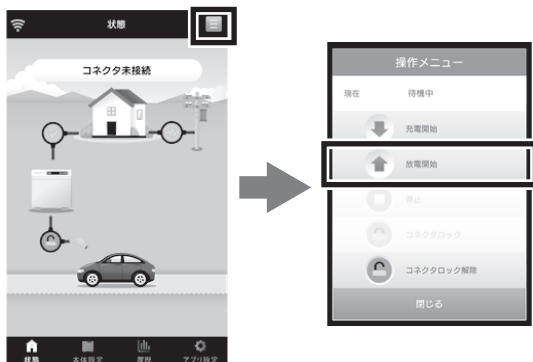 状態
コネクタ未接続
状態
本体設定
履歴
アプリ設定
操作メニュー
現在 待機中
充電開始
放電開始
停止
コネクタロック
コネクタロック解除
閉じる